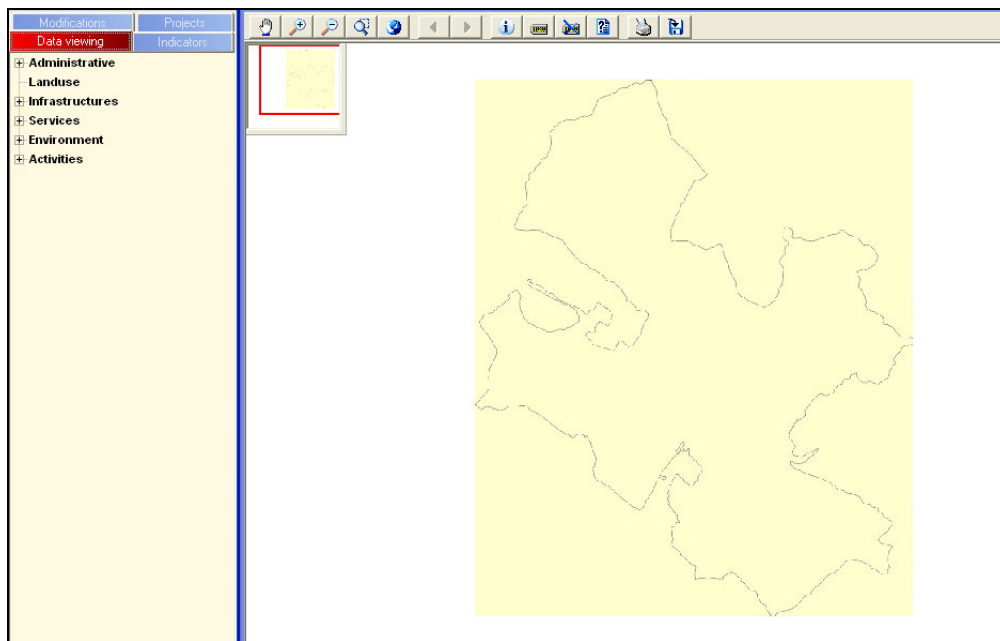 Modifications Projects
Data viewing Indicators
Administrative
Landuse
Infrastructures
Services
Environment
Activities